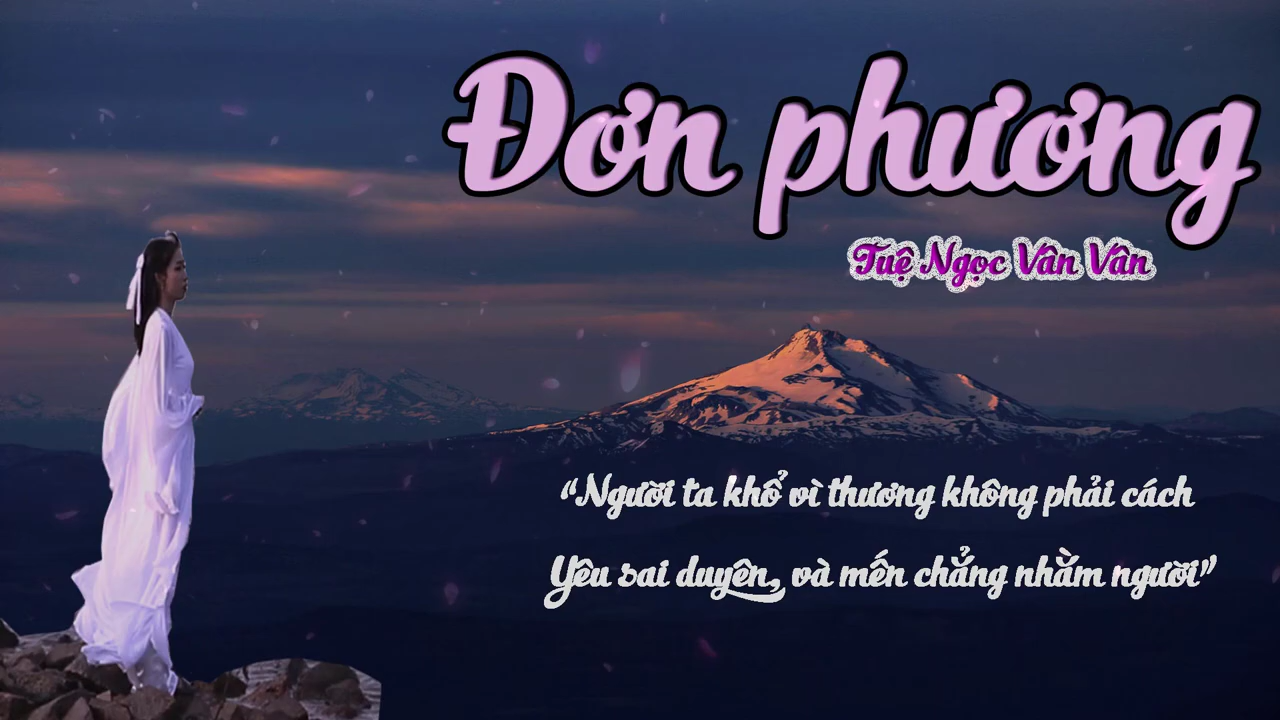 Đơn phương
Tuệ Ngọc Vân Vân
“Người ta khổ vì thương không phải cách
Yêu sai duyên, và mến chẳng nhằm người”